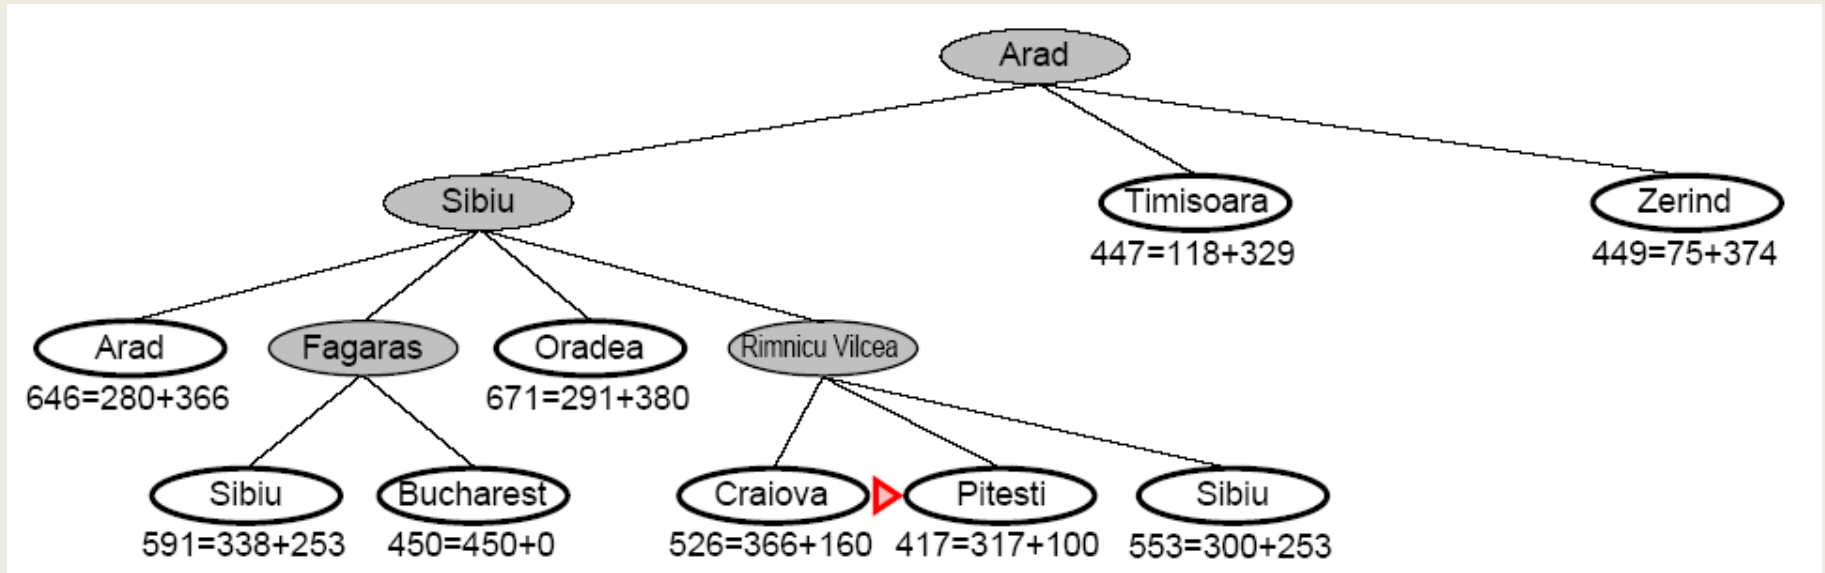 Arad
Sibiu
Timisoara
Zerind
447=118+329
449=75+374
Arad
Fagaras
Oradea
Rimnicu Vilcea
646=280+366
671=291+380
Sibiu
Bucharest
Craiova
Pitesti
Sibiu
591=338+253
450=450+0
526=366+160
417=317+100
553=300+253